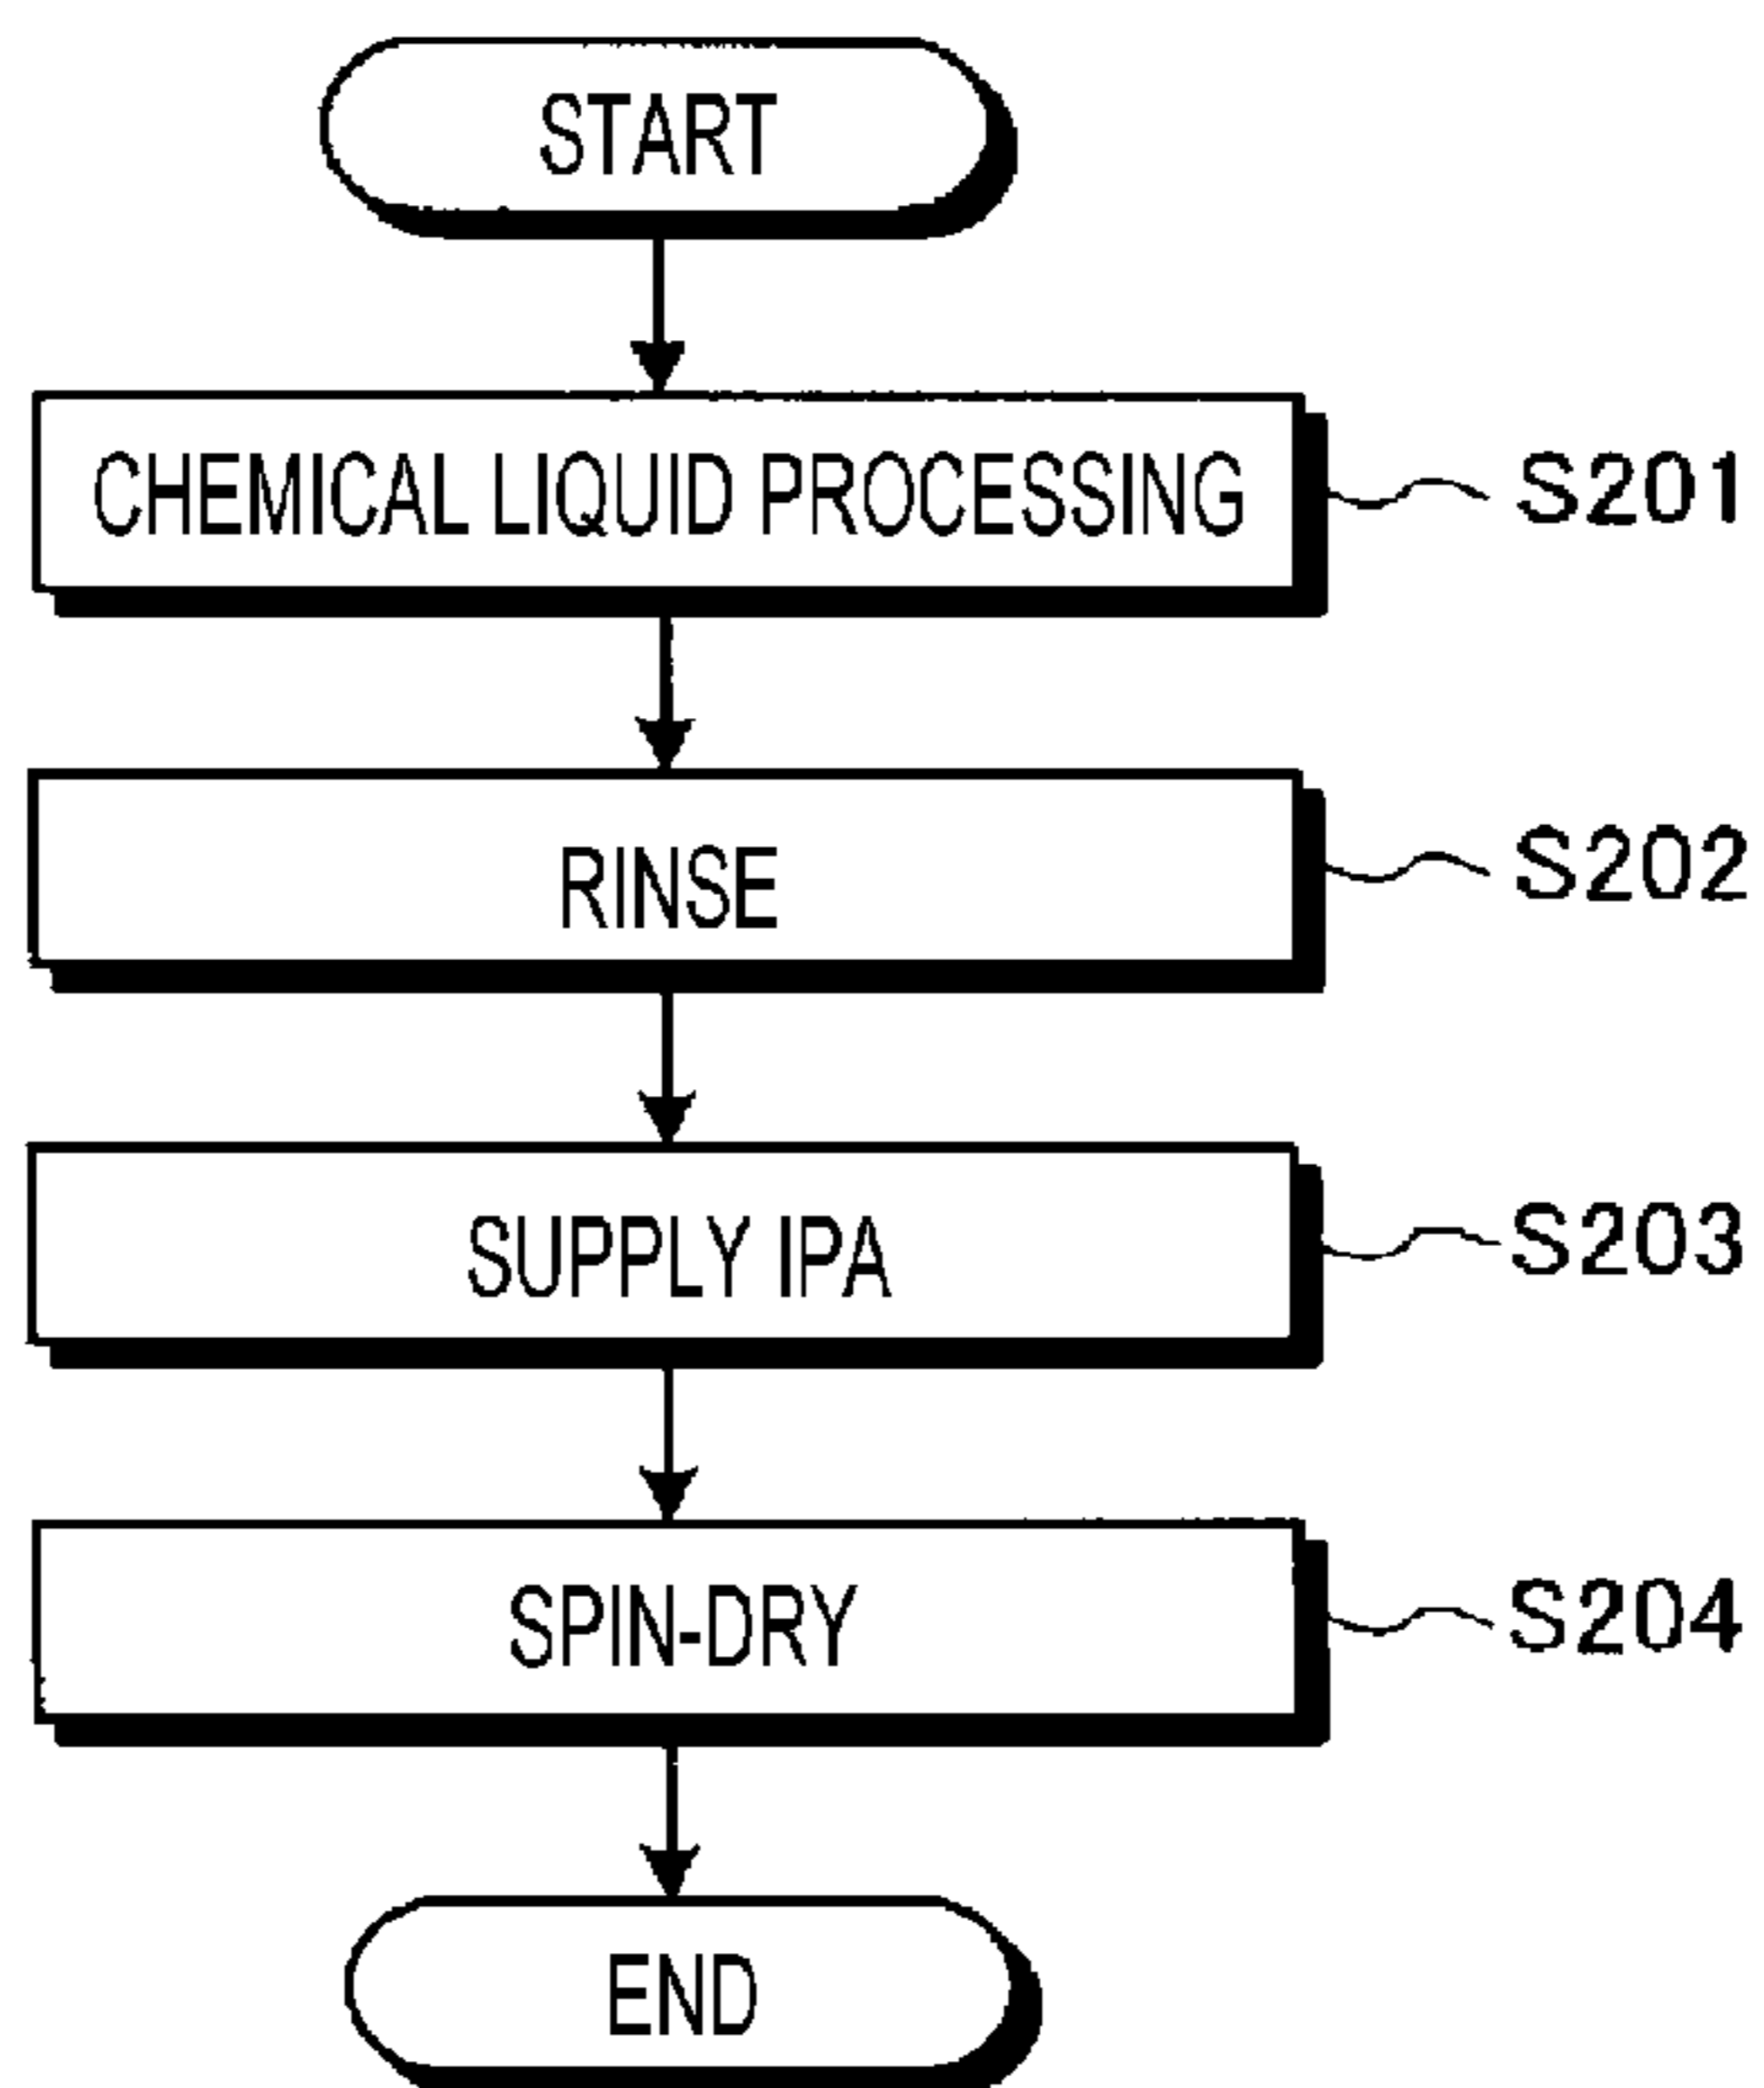 START
CHEMICAL LIQUID PROCESSING
S201
RINSE
S202
SUPPLY IPA
S203
SPIN-DRY
S204
END